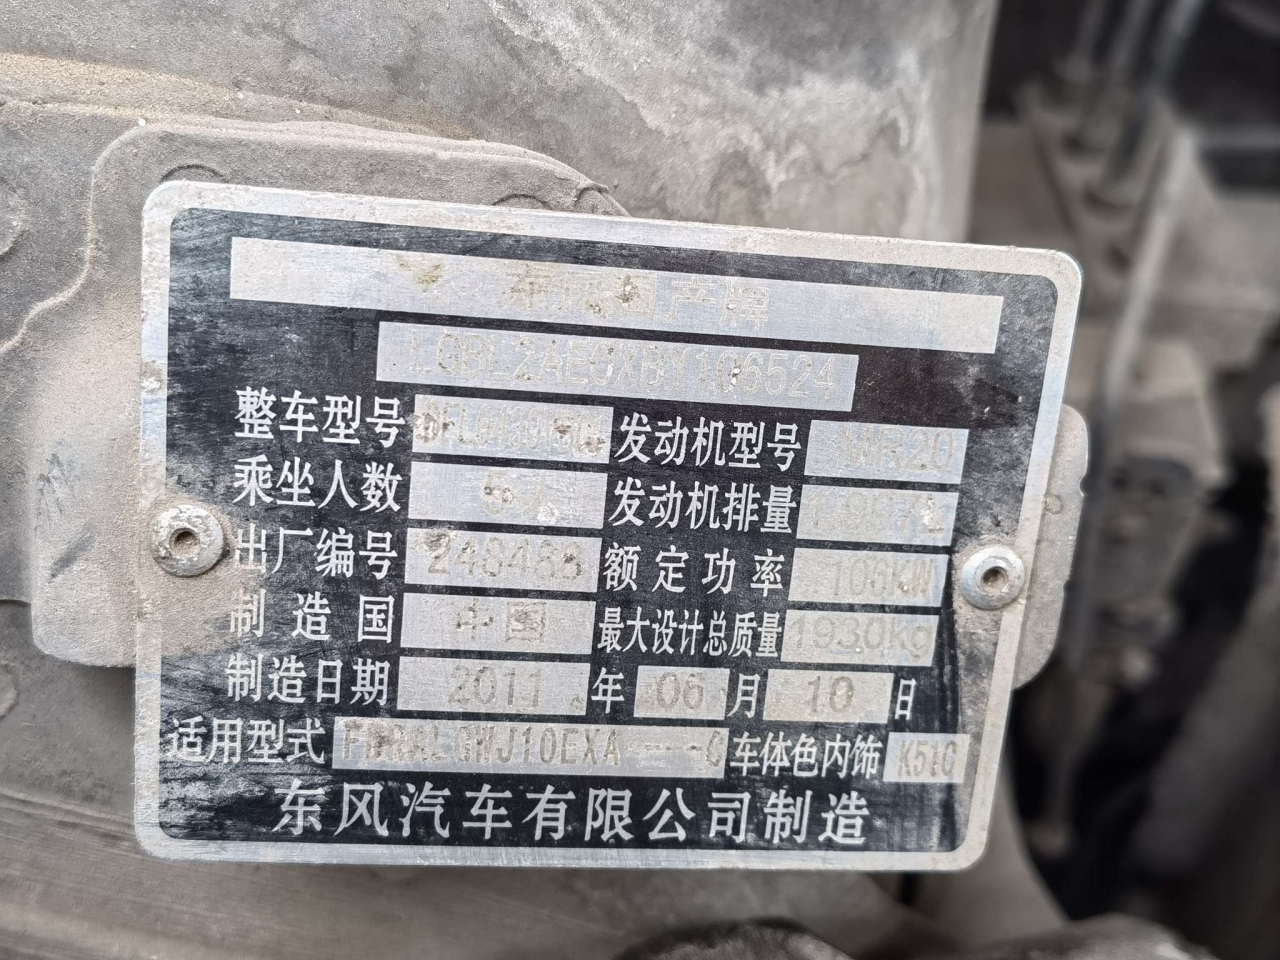 东风日产牌
LGBL2AE0XBY106524
整车型号 发动机型号 MR20
乘坐人数 5人 发动机排量
出厂编号 248488 额定功率 106kW
制造国 中国 最大设计总质量 1930kg
制造日期 2011 年 06 月 10 日
适用型式 车体色内饰 K51G
东风汽车有限公司制造